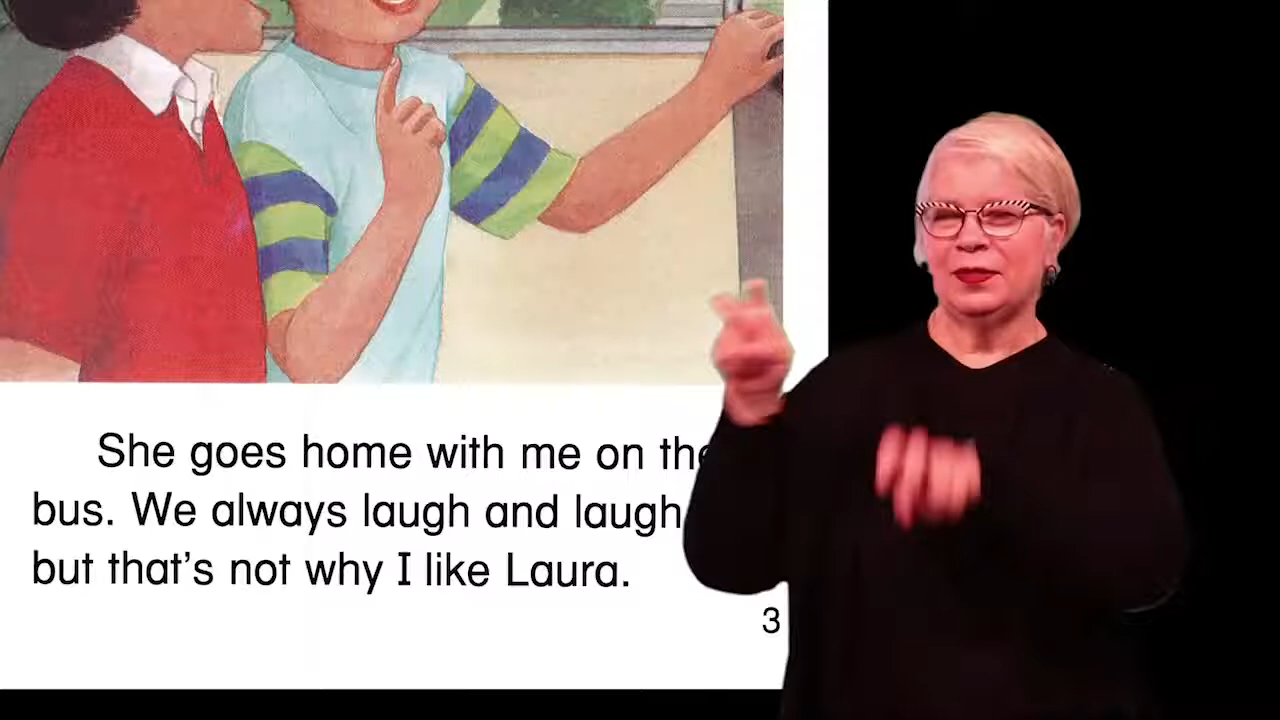 She goes home with me on the
bus. We always laugh and laugh
but that's not why I like Laura.
3